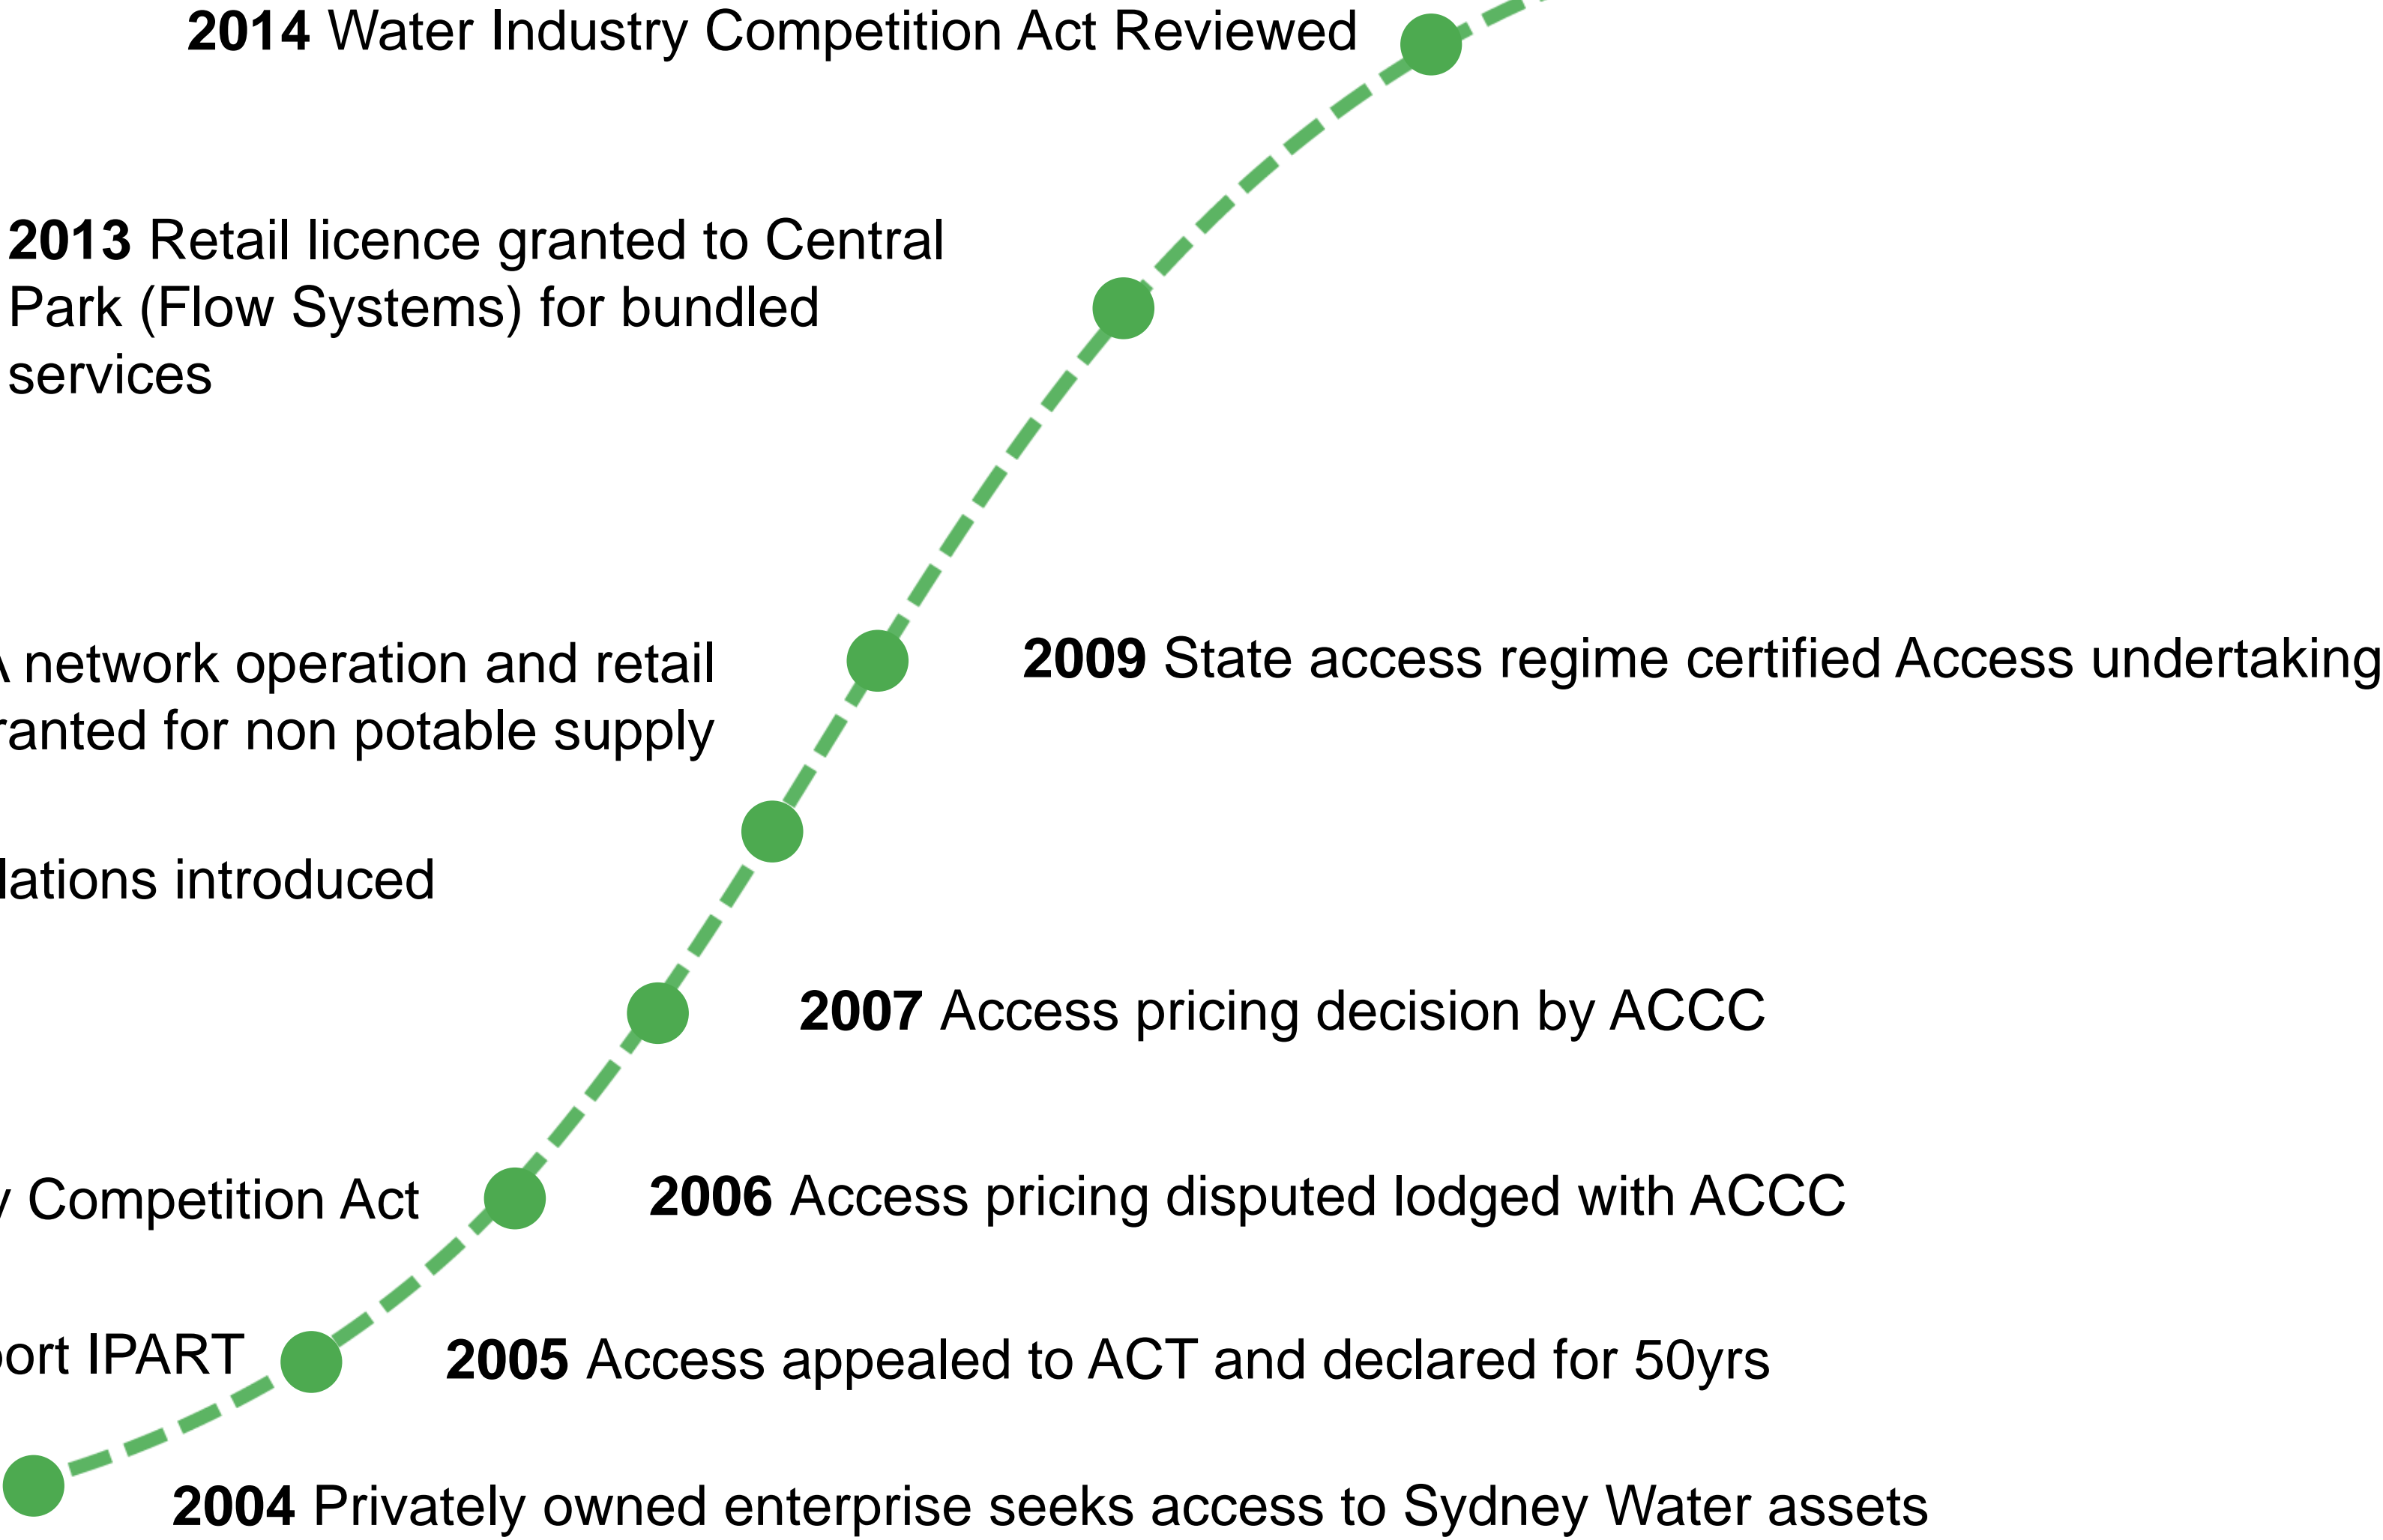 2014 Water Industry Competition Act Reviewed
2013 Retail licence granted to Central
Park (Flow Systems) for bundled
services
network operation and retail
for non potable supply
2009 State access regime certified Access undertaking
introduced
2007 Access pricing decision by ACCC
Competition Act
2006 Access pricing disputed lodged with ACCC
IPART
2005 Access appealed to ACT and declared for 50yrs
2004 Privately owned enterprise seeks access to Sydney Water assets